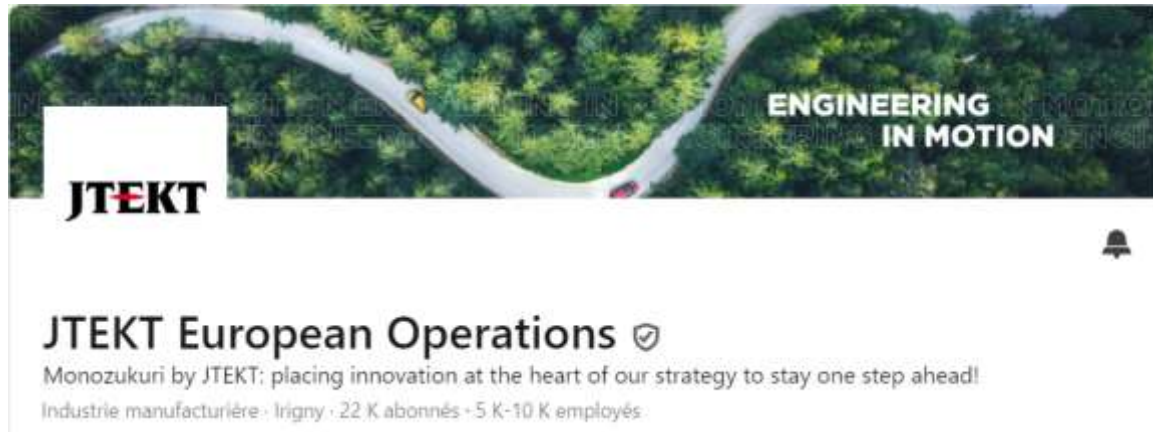 ENGINEERING
IN MOTION
JTEKT
JTEKT European Operations
Monozukuri by JTEKT: placing innovation at the heart of our strategy to stay one step ahead!
Industrie manufacturière · Irigny · 22 K abonnés · 5 K-10 K employés